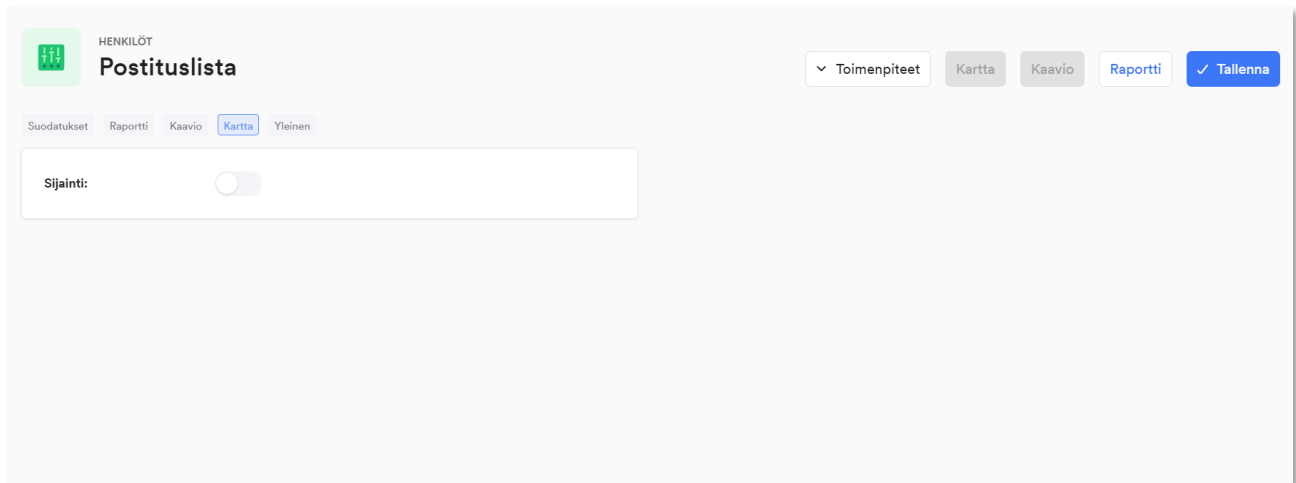 HENKILÖT
Postituslista
Toimenpiteet Kartta Kaavio Raportti Tallenna
Suodatukset Raportti Kaavio Kartta Yleinen
Sijainti: